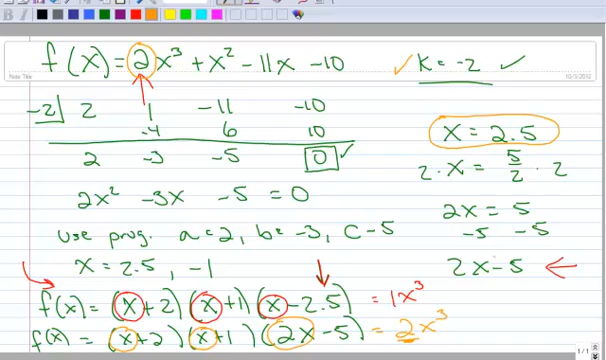 f(x) = 2x³ + x² - 11x - 10 ✓ K = -2 ✓
Note Title 10/3/2012
-2| 2 1 -11 -10
-4 6 10
2 -3 -5 0 ✓
x = 2.5
2 · x = 5/2 · 2
2x² - 3x - 5 = 0
2x = 5
use prog. a = 2, b = -3, c - 5
-5 -5
x = 2.5, -1
2x - 5 ←
f(x) = (x + 2)(x + 1)(x - 2.5) = 1x³
f(x) = (x + 2)(x + 1)(2x - 5) = 2x³
1/1